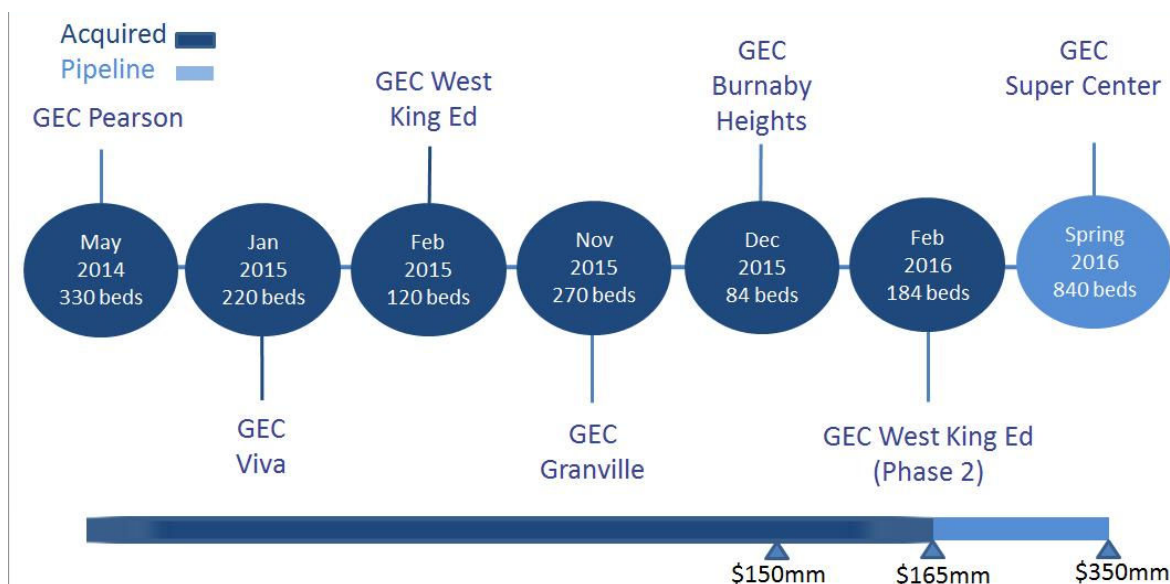 Acquired
Pipeline
GEC Pearson
GEC West
King Ed
GEC
Burnaby
Heights
GEC
Super Center
May
2014
330 beds
Jan
2015
220 beds
Feb
2015
120 beds
Nov
2015
270 beds
Dec
2015
84 beds
Feb
2016
184 beds
Spring
2016
840 beds
GEC
Viva
GEC
Granville
GEC West King Ed
(Phase 2)
$150mm
$165mm
$350mm